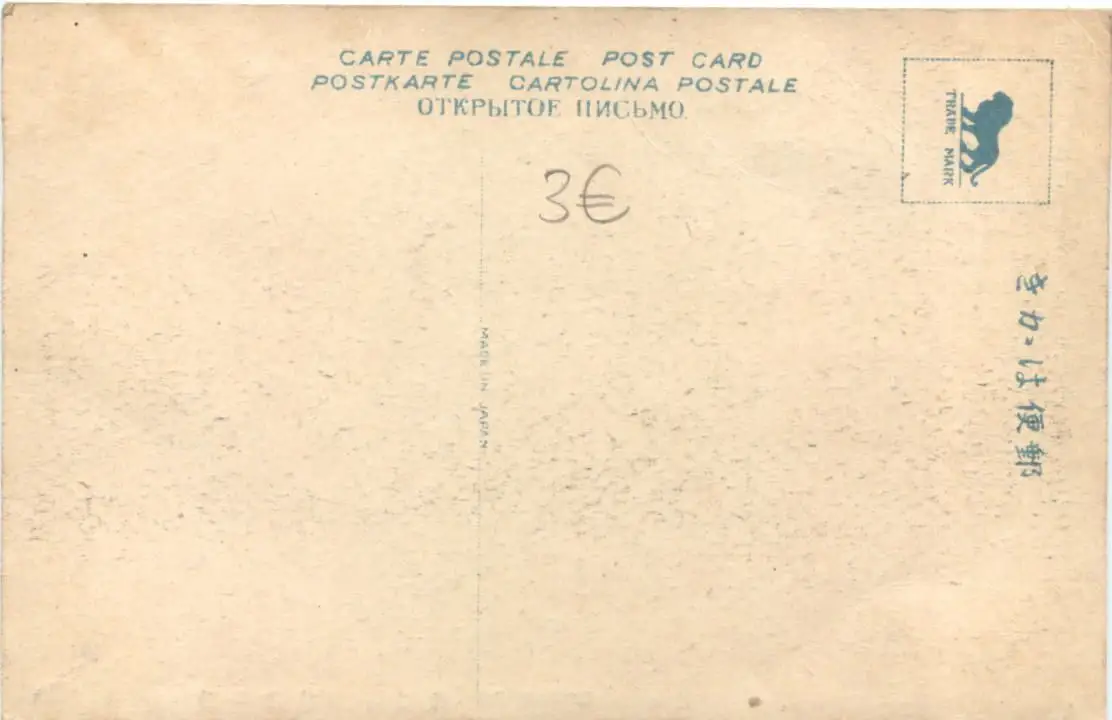 CARTE POSTALE POST CARD
POSTKARTE CARTOLINA POSTALE
ОТКРЫТОЕ ПИСЬМО.
TRADE MARK
3€
MADE IN JAPAN
きカ゛は便郵